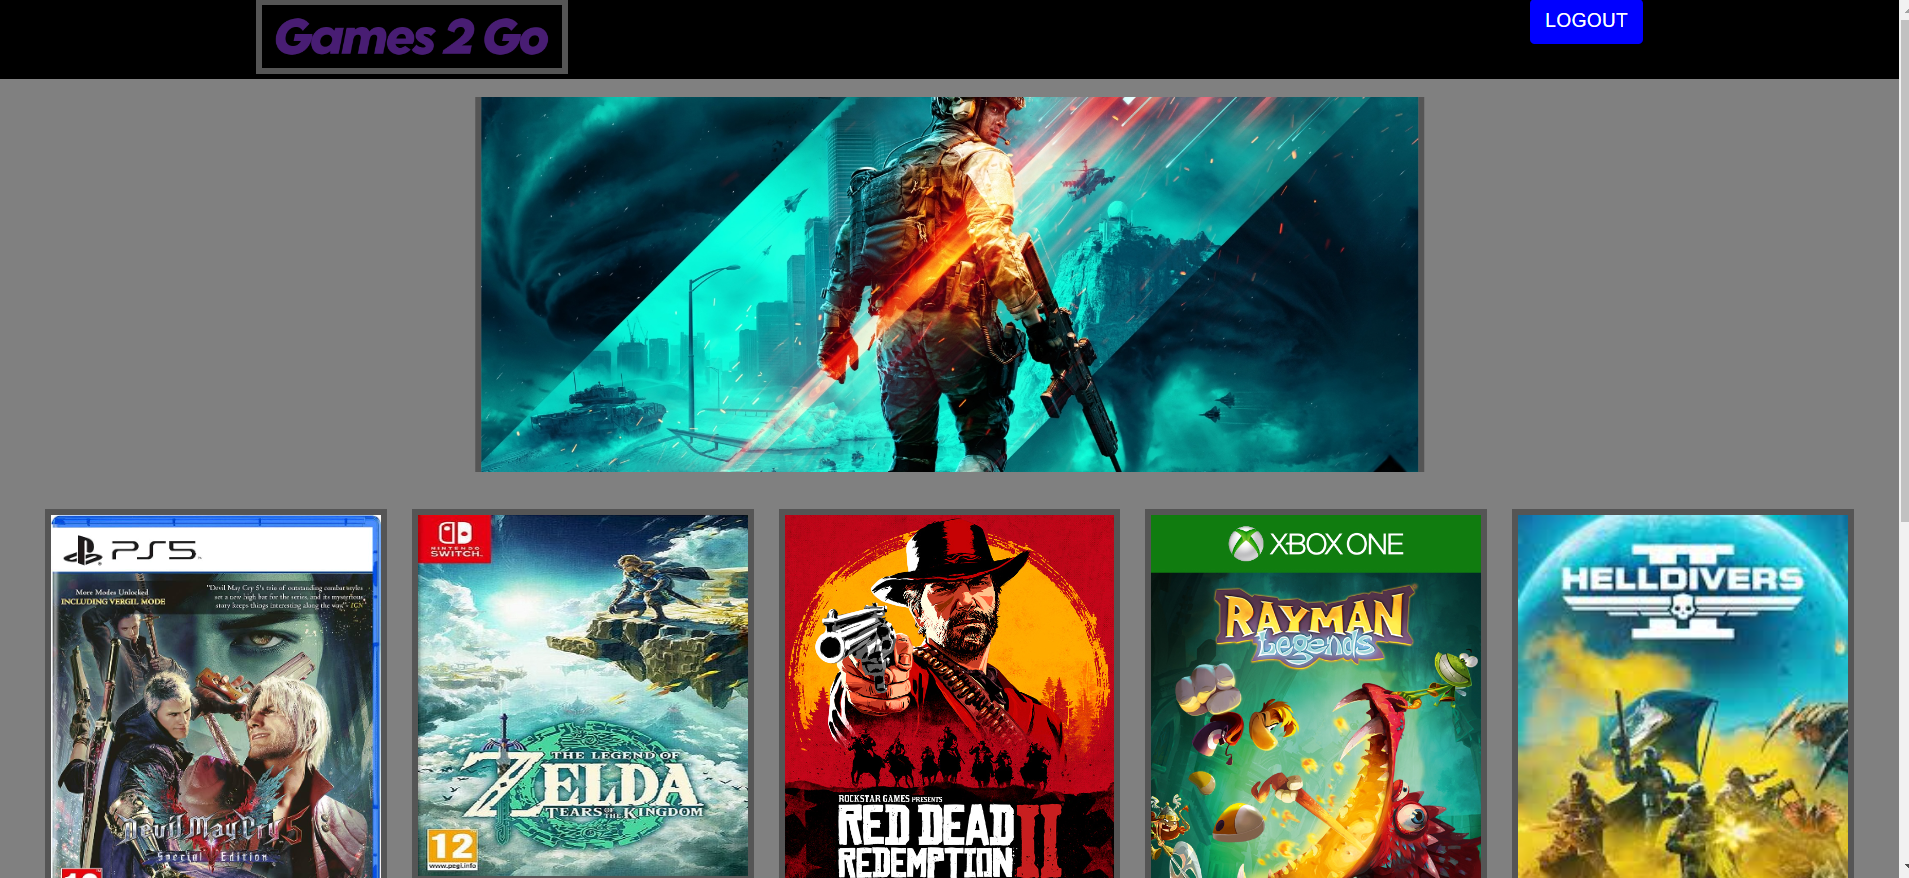 Games 2 Go
LOGOUT
PS5
More Modes Unlocked
INCLUDING VERGIL MODE
"Devil May Cry 5's trio of outstanding combat styles
set a new high bar for the series, and its mysterious
story keeps things interesting along the way." - IGN
Devil May Cry 5
Special Edition
NINTENDO
SWITCH
THE LEGEND OF
ZELDA
TEARS OF THE KINGDOM
12
www.pegi.info
ROCKSTAR GAMES PRESENTS
RED DEAD
REDEMPTION II
XBOX ONE
RAYMAN
Legends
HELLDIVERS
II